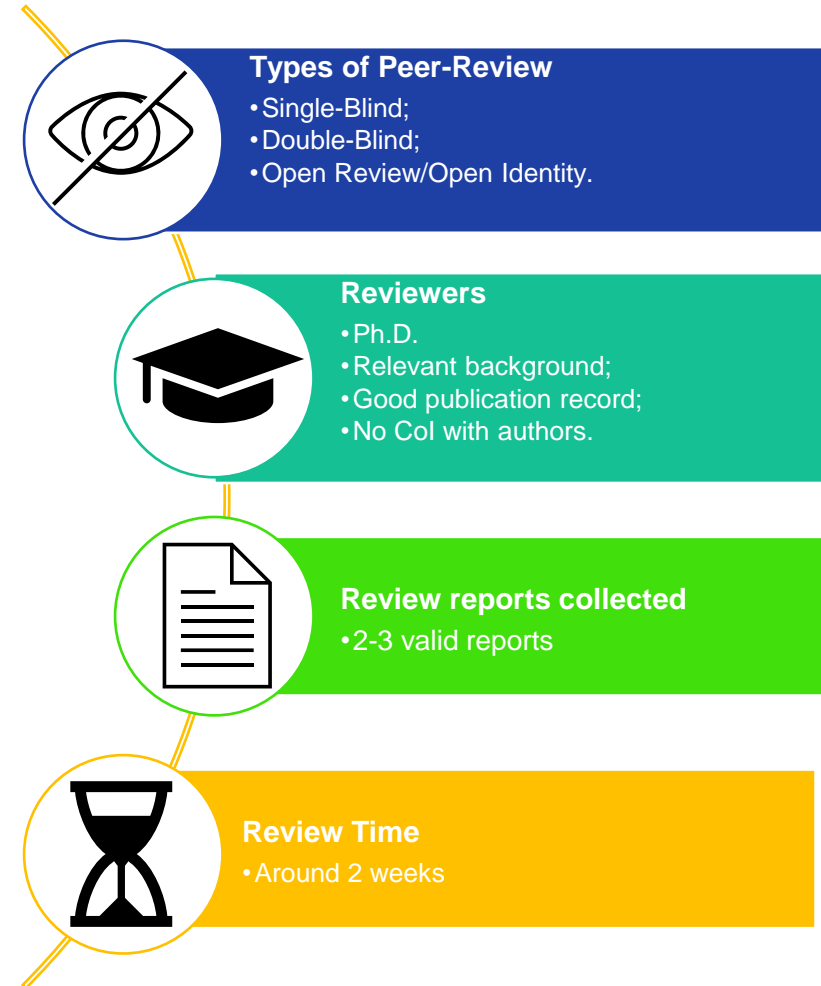 Types of Peer-Review
•Single-Blind;
•Double-Blind;
•Open Review/Open Identity.
Reviewers
•Ph.D.
•Relevant background;
•Good publication record;
•No CoI with authors.
Review reports collected
•2-3 valid reports
Review Time
•Around 2 weeks